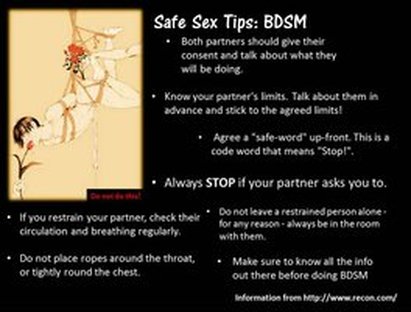 Safe Sex Tips: BDSM
• Both partners should give their
consent and talk about what they
will be doing.
• Know your partner's limits. Talk about them in
advance and stick to the agreed limits!
• Agree a "safe-word" up-front. This is a
code word that means "Stop!".
• Always STOP if your partner asks you to.
Do not do this!
• If you restrain your partner, check their
circulation and breathing regularly.
• Do not place ropes around the throat,
or tightly round the chest.
• Do not leave a restrained person alone -
for any reason - always be in the room
with them.
• Make sure to know all the info
out there before doing BDSM
Information from http://www.recon.com/